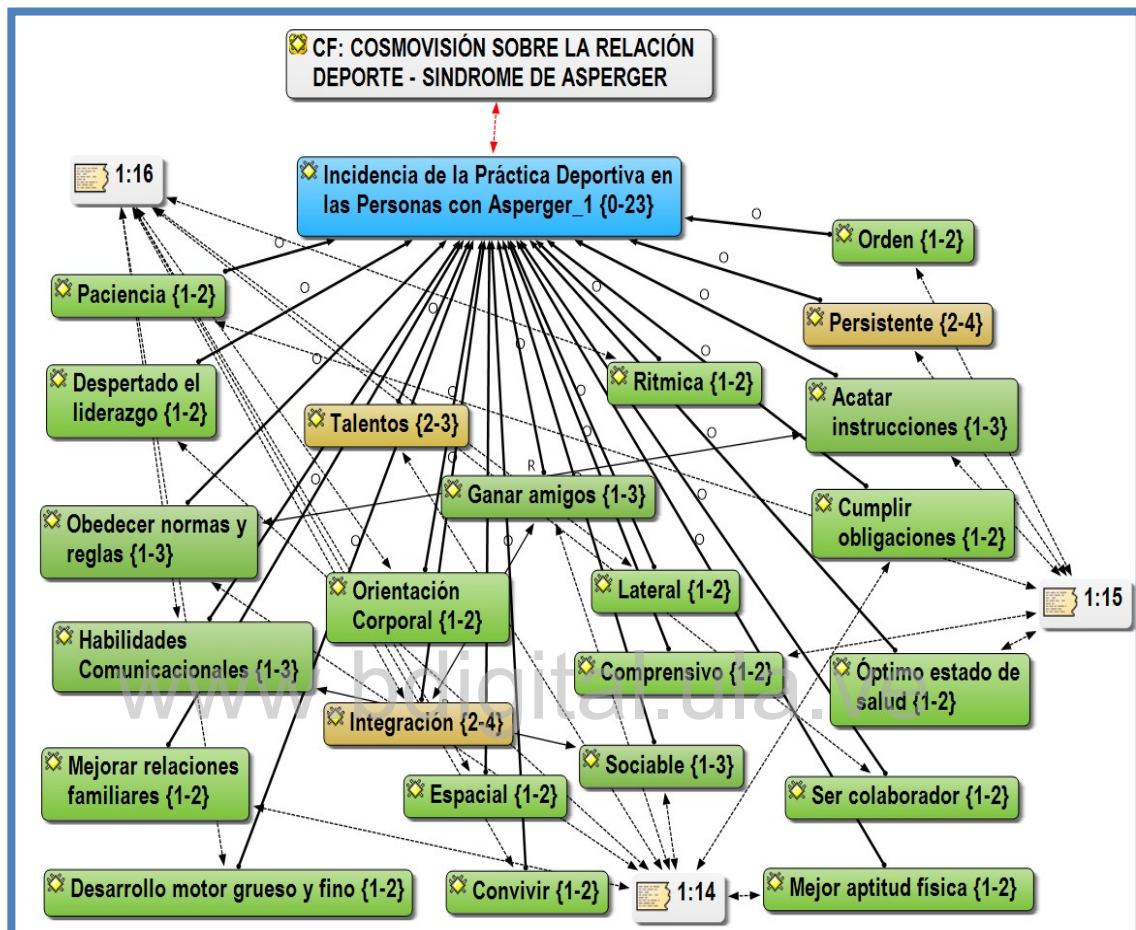 CF: COSMOVISIÓN SOBRE LA RELACIÓN
DEPORTE - SINDROME DE ASPERGER
1:16
Incidencia de la Práctica Deportiva en
las Personas con Asperger_1 {0-23}
Orden {1-2}
Paciencia {1-2}
Persistente {2-4}
Despertado el
liderazgo {1-2}
Ritmica {1-2}
Acatar
instrucciones {1-3}
Talentos {2-3}
R
Ganar amigos {1-3}
Obedecer normas y
reglas {1-3}
Cumplir
obligaciones {1-2}
Orientación
Corporal {1-2}
Lateral {1-2}
1:15
Habilidades
Comunicacionales {1-3}
Comprensivo {1-2}
Óptimo estado de
salud {1-2}
www.bdigital.ula.ve
Integración {2-4}
Mejorar relaciones
familiares {1-2}
Sociable {1-3}
Espacial {1-2}
Ser colaborador {1-2}
Desarrollo motor grueso y fino {1-2}
Convivir {1-2}
1:14
Mejor aptitud física {1-2}